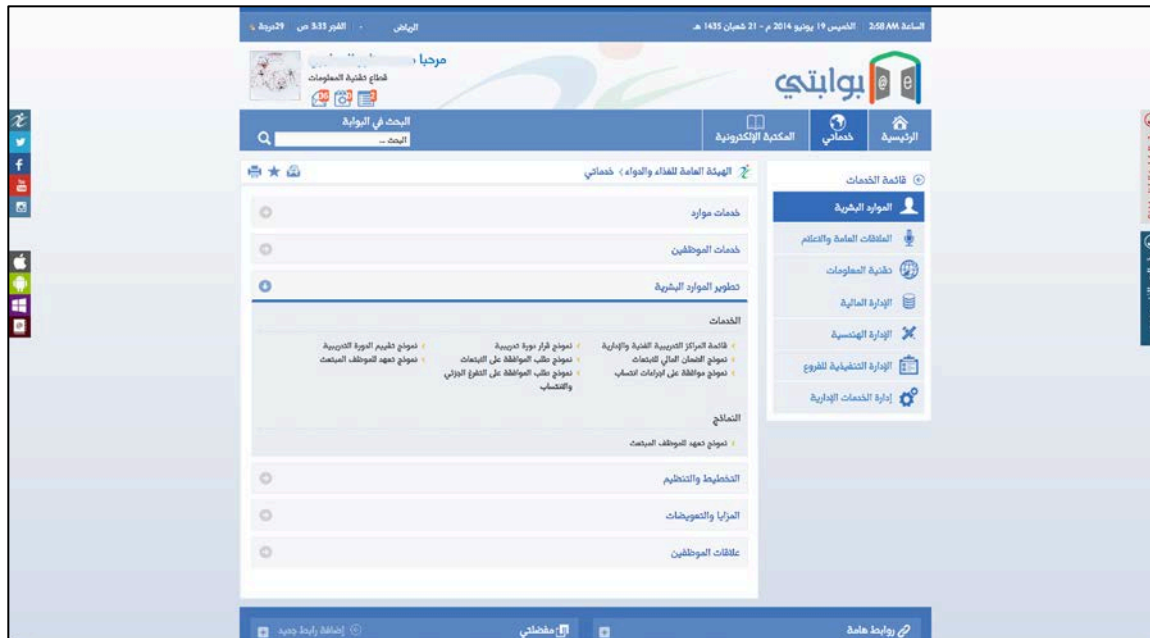 الساعة 2:58 AM الخميس 19 يونيو 2014 م - 21 شعبان 1435 هـ
الرياض
الفجر 3:33 ص 29درجة
مرحبا
قطاع تقنية المعلومات
بوابتي
e @
الرئيسية
خدماتي
المكتبة الإلكترونية
البحث في البوابة
البحث ...
قائمة الخدمات
الموارد البشرية
العلاقات العامة والاعلام
تقنية المعلومات
الإدارة المالية
الإدارة الهندسية
الإدارة التنفيذية للفروع
إدارة الخدمات الإدارية
الهيئة العامة للغذاء والدواء > خدماتي
خدمات موارد
خدمات الموظفين
تطوير الموارد البشرية
الخدمات
قائمة المراكز التدريبية الفنية والإدارية
نموذج قرار دورة تدريبية
نموذج تقييم الدورة التدريبية
نموذج الضمان المالي للابتعاث
نموذج طلب الموافقة على الابتعاث
نموذج تعهد للموظف المبتعث
نموذج موافقة على اجراءات انتساب
نموذج طلب الموافقة على التفرغ الجزئي
والانتساب
النماذج
نموذج تعهد للموظف المبتعث
التخطيط والتنظيم
المزايا والتعويضات
علاقات الموظفين
روابط هامة
مفضلتي
إضافة رابط جديد